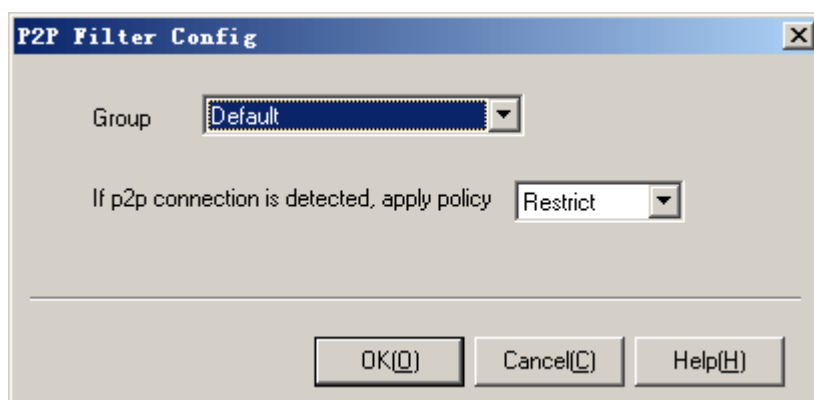 P2P Filter Config
Group Default
If p2p connection is detected, apply policy Restrict
OK(O) Cancel(C) Help(H)